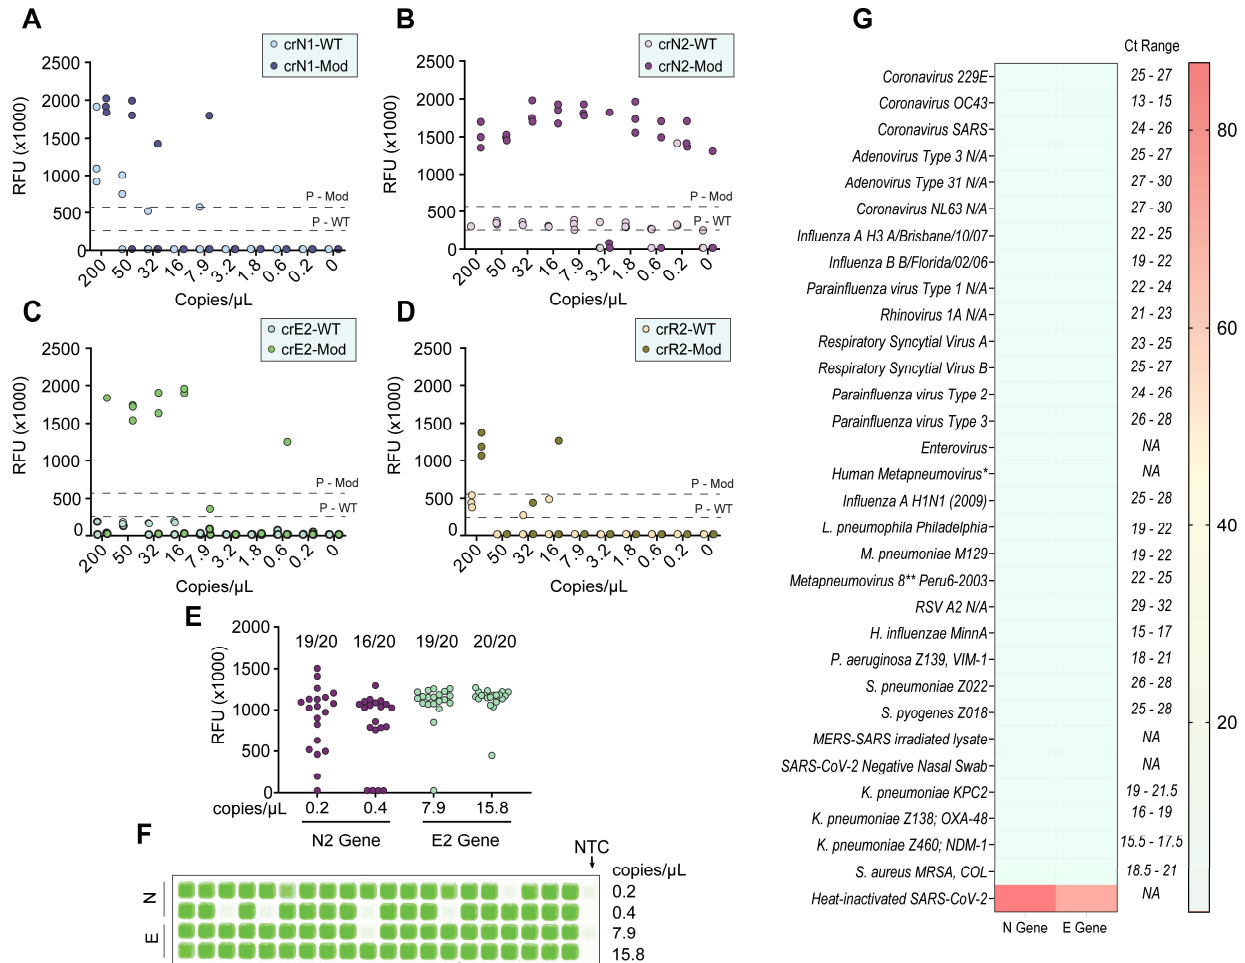 A
crN1-WT
crN1-Mod
RFU (x1000)
2500
2000
1500
1000
500
0
P - Mod
P - WT
200 50 32 16 7.9 3.2 1.8 0.6 0.2 0
Copies/µL
B
crN2-WT
crN2-Mod
RFU (x1000)
2500
2000
1500
1000
500
0
P - Mod
P - WT
200 50 32 16 7.9 3.2 1.8 0.6 0.2 0
Copies/µL
C
crE2-WT
crE2-Mod
RFU (x1000)
2500
2000
1500
1000
500
0
P - Mod
P - WT
200 50 32 16 7.9 3.2 1.8 0.6 0.2 0
Copies/µL
D
crR2-WT
crR2-Mod
RFU (x1000)
2500
2000
1500
1000
500
0
P - Mod
P - WT
200 50 32 16 7.9 3.2 1.8 0.6 0.2 0
Copies/µL
E
RFU (x1000)
2000
1500
1000
500
0
19/20 16/20 19/20 20/20
copies/µL 0.2 0.4 7.9 15.8
N2 Gene E2 Gene
F
NTC
copies/µL
N
E
0.2
0.4
7.9
15.8
G
Ct Range
Coronavirus 229E 25 - 27
Coronavirus OC43 13 - 15
Coronavirus SARS 24 - 26
Adenovirus Type 3 N/A 25 - 27
Adenovirus Type 31 N/A 27 - 30
Coronavirus NL63 N/A 27 - 30
Influenza A H3 A/Brisbane/10/07 22 - 25
Influenza B B/Florida/02/06 19 - 22
Parainfluenza virus Type 1 N/A 22 - 24
Rhinovirus 1A N/A 21 - 23
Respiratory Syncytial Virus A 23 - 25
Respiratory Syncytial Virus B 25 - 27
Parainfluenza virus Type 2 24 - 26
Parainfluenza virus Type 3 26 - 28
Enterovirus NA
Human Metapneumovirus* NA
Influenza A H1N1 (2009) 25 - 28
L. pneumophila Philadelphia 19 - 22
M. pneumoniae M129 19 - 22
Metapneumovirus 8** Peru6-2003 22 - 25
RSV A2 N/A 29 - 32
H. influenzae MinnA 15 - 17
P. aeruginosa Z139, VIM-1 18 - 21
S. pneumoniae Z022 26 - 28
S. pyogenes Z018 25 - 28
MERS-SARS irradiated lysate NA
SARS-CoV-2 Negative Nasal Swab NA
K. pneumoniae KPC2 19 - 21.5
K. pneumoniae Z138; OXA-48 16 - 19
K. pneumoniae Z460; NDM-1 15.5 - 17.5
S. aureus MRSA, COL 18.5 - 21
Heat-inactivated SARS-CoV-2 NA
N Gene E Gene
80
60
40
20